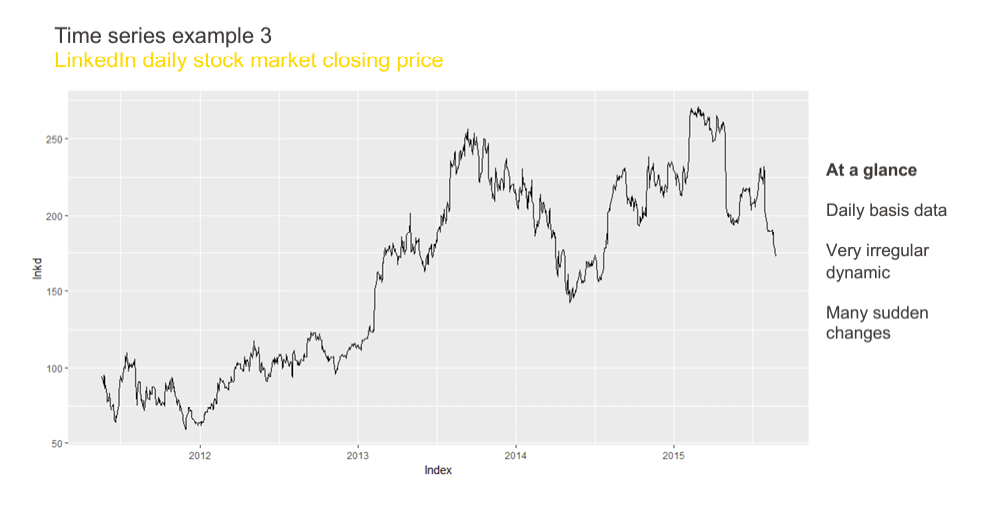 Time series example 3
LinkedIn daily stock market closing price
250
200
150
100
50
lnkd
2012
2013
2014
2015
Index
At a glance
Daily basis data
Very irregular
dynamic
Many sudden
changes